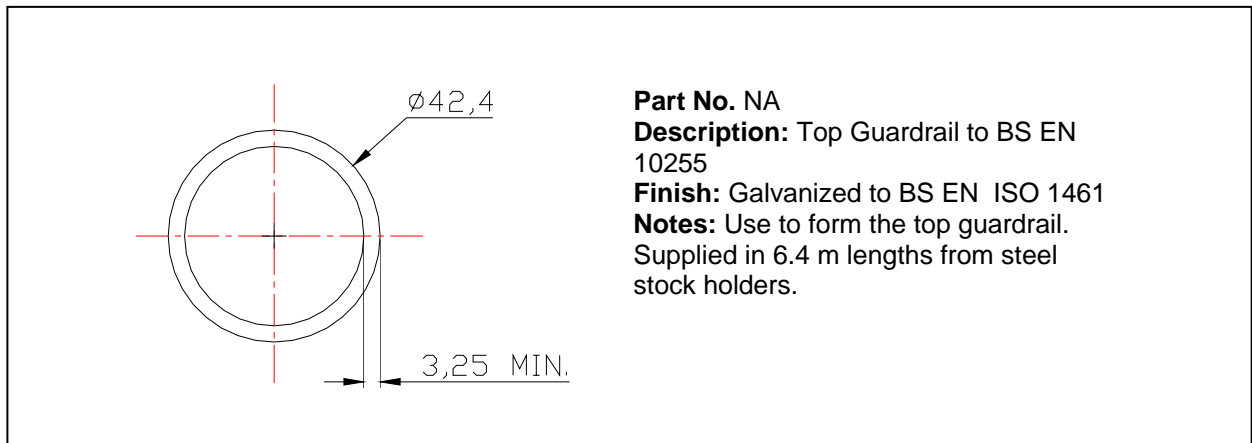 ø42,4
3,25 MIN.
Part No. NA
Description: Top Guardrail to BS EN
10255
Finish: Galvanized to BS EN  ISO 1461
Notes: Use to form the top guardrail.
Supplied in 6.4 m lengths from steel
stock holders.